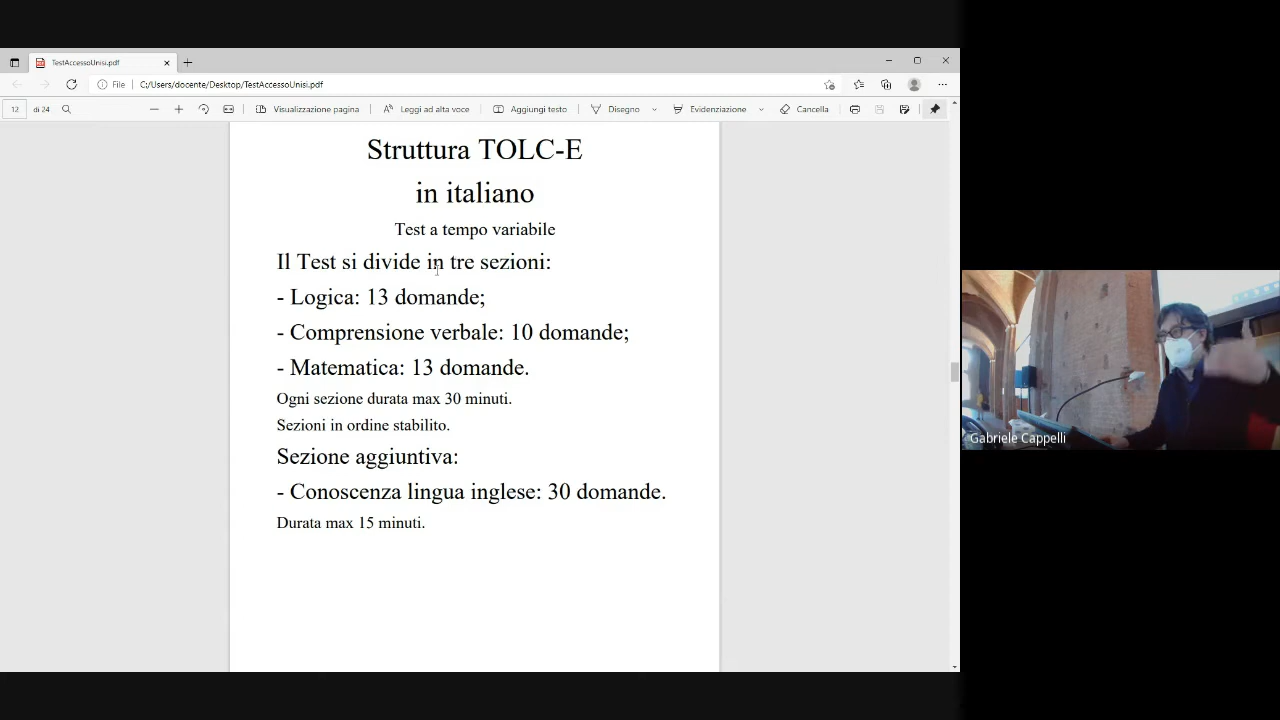 TestAccessoUnisi.pdf
File C:/Users/docente/Desktop/TestAccessoUnisi.pdf
12 di 24 Visualizzazione pagina Leggi ad alta voce Aggiungi testo Disegno Evidenziazione Cancella
Struttura TOLC-E
in italiano
Test a tempo variabile
Il Test si divide in tre sezioni:
- Logica: 13 domande;
- Comprensione verbale: 10 domande;
- Matematica: 13 domande.
Ogni sezione durata max 30 minuti.
Sezioni in ordine stabilito.
Sezione aggiuntiva:
- Conoscenza lingua inglese: 30 domande.
Durata max 15 minuti.
Gabriele Cappelli